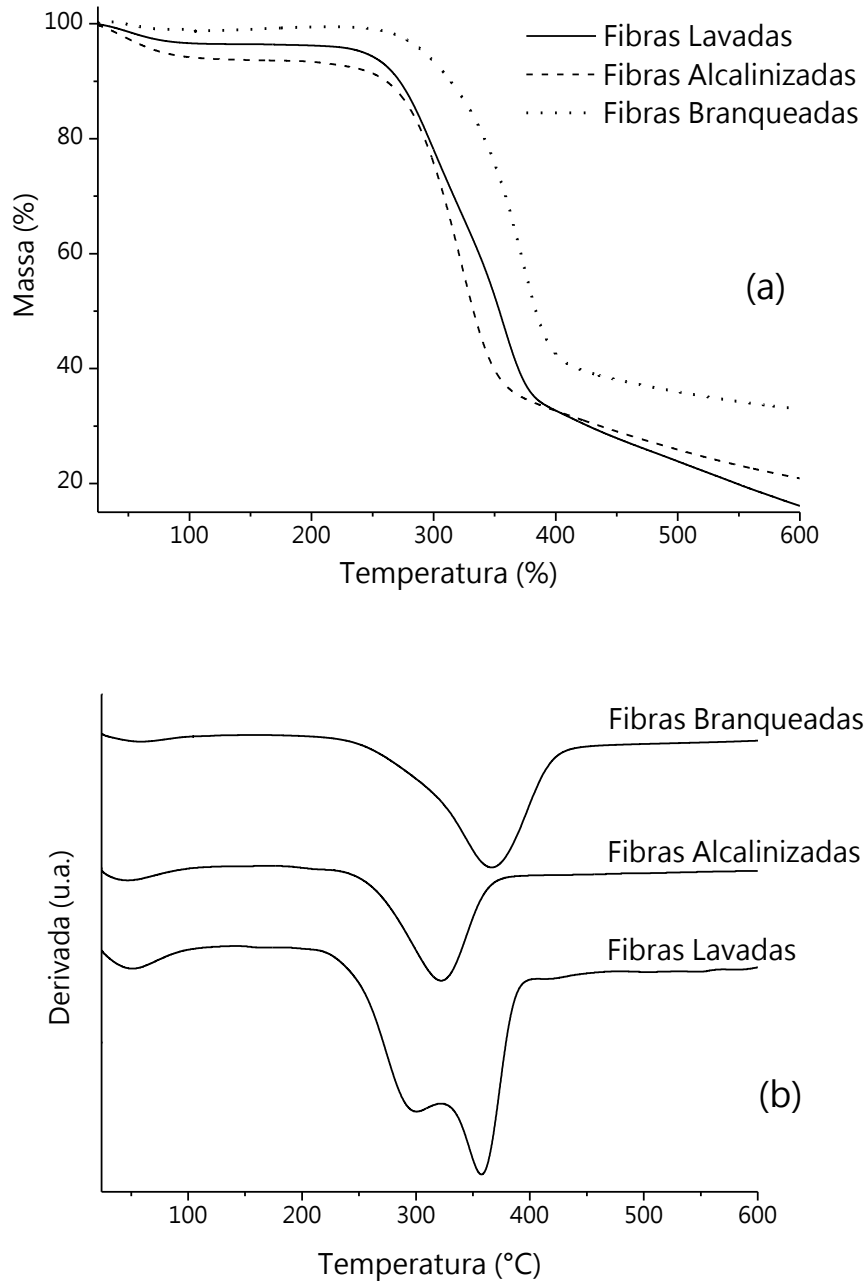 100
80
60
40
20
Massa (%)
Fibras Lavadas
Fibras Alcalinizadas
Fibras Branqueadas
(a)
100 200 300 400 500 600
Temperatura (%)
Fibras Branqueadas
Fibras Alcalinizadas
Fibras Lavadas
Derivada (u.a.)
(b)
100 200 300 400 500 600
Temperatura (°C)